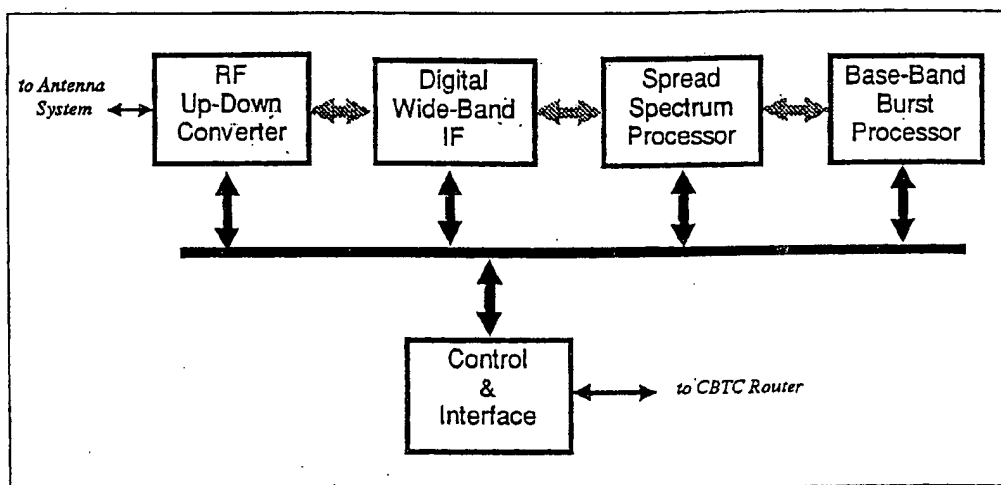 to Antenna
System
RF
Up-Down
Converter
Digital
Wide-Band
IF
Spread
Spectrum
Processor
Base-Band
Burst
Processor
Control
&
Interface
to CBTC Router